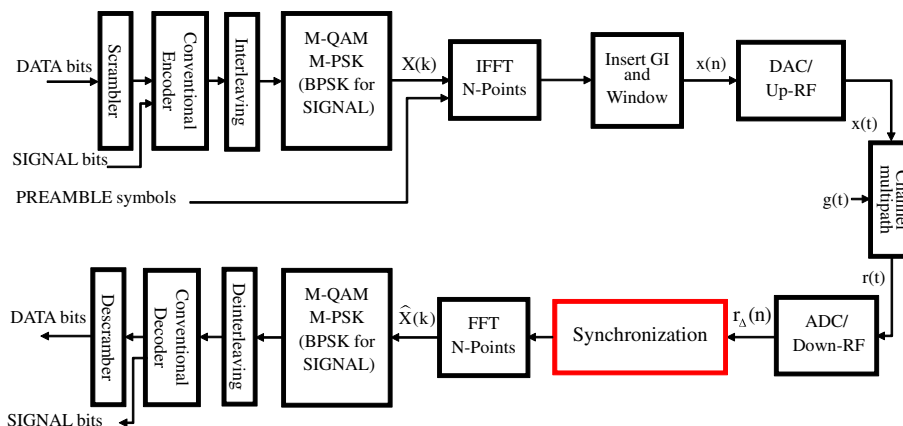 DATA bits
Scrambler
Conventional
Encoder
Interleaving
M-QAM
M-PSK
(BPSK for
SIGNAL)
X(k)
IFFT
N-Points
Insert GI
and
Window
x(n)
DAC/
Up-RF
x(t)
SIGNAL bits
PREAMBLE symbols
g(t)
Channel
multipath
r(t)
DATA bits
Descramber
Conventional
Decoder
Deinterleaving
M-QAM
M-PSK
(BPSK for
SIGNAL)
X̂(k)
FFT
N-Points
Synchronization
r_Δ(n)
ADC/
Down-RF
SIGNAL bits